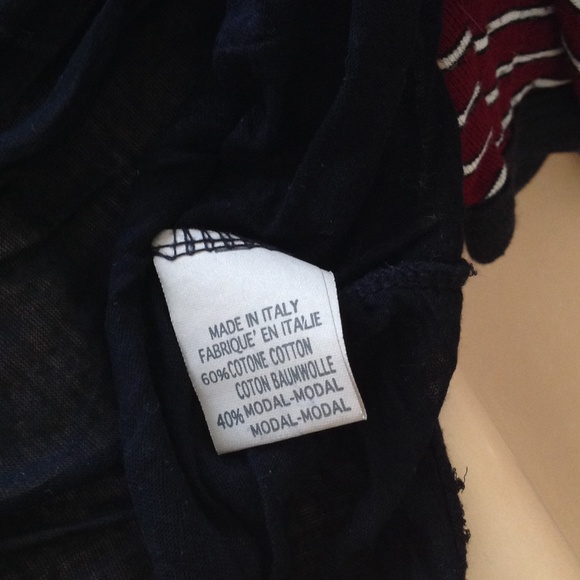 MADE IN ITALY
FABRIQUE' EN ITALIE
60% COTONE COTTON
COTON BAUMWOLLE
40% MODAL-MODAL
MODAL-MODAL